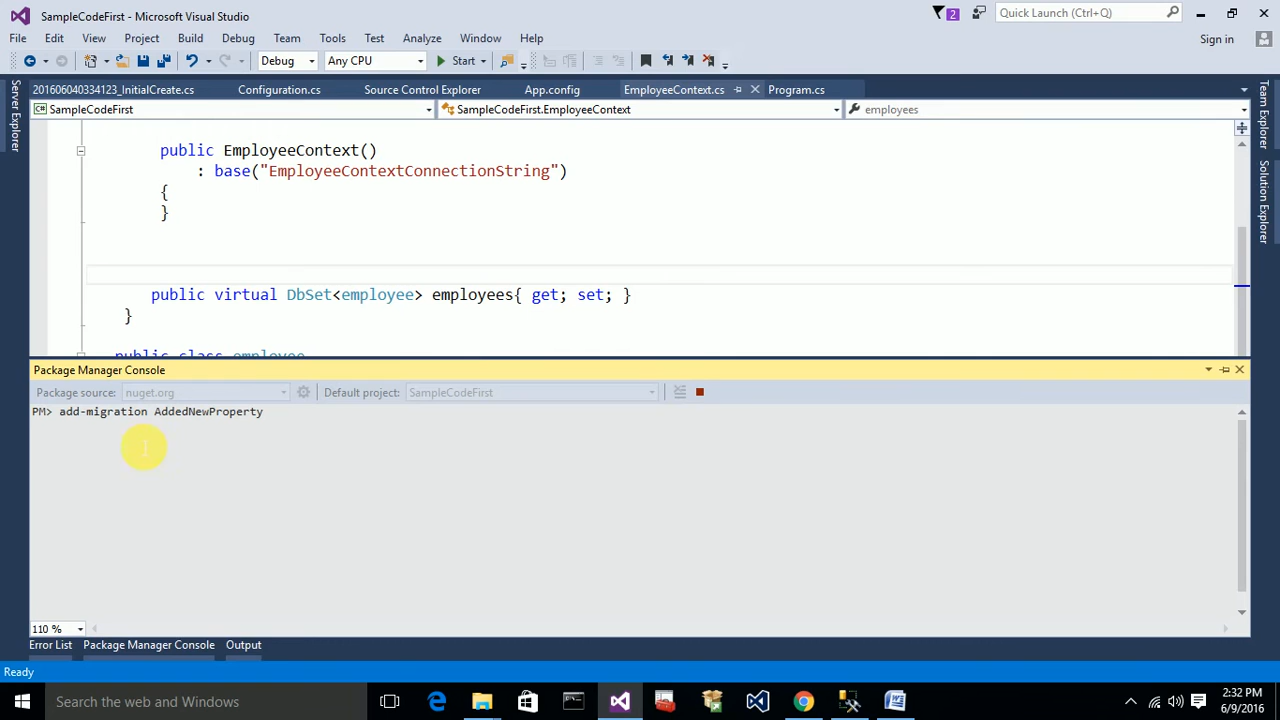 SampleCodeFirst - Microsoft Visual Studio
2
Quick Launch (Ctrl+Q)
File Edit View Project Build Debug Team Tools Test Analyze Window Help
Sign in
Debug Any CPU Start
Server Explorer
201606040334123_InitialCreate.cs Configuration.cs Source Control Explorer App.config EmployeeContext.cs Program.cs
SampleCodeFirst SampleCodeFirst.EmployeeContext employees
Team Explorer
Solution Explorer
public EmployeeContext()
: base("EmployeeContextConnectionString")
{
}
public virtual DbSet<employee> employees{ get; set; }
}
public class employee
Package Manager Console
Package source: nuget.org Default project: SampleCodeFirst
PM> add-migration AddedNewProperty
110 %
Error List Package Manager Console Output
Ready
Search the web and Windows
2:32 PM
6/9/2016